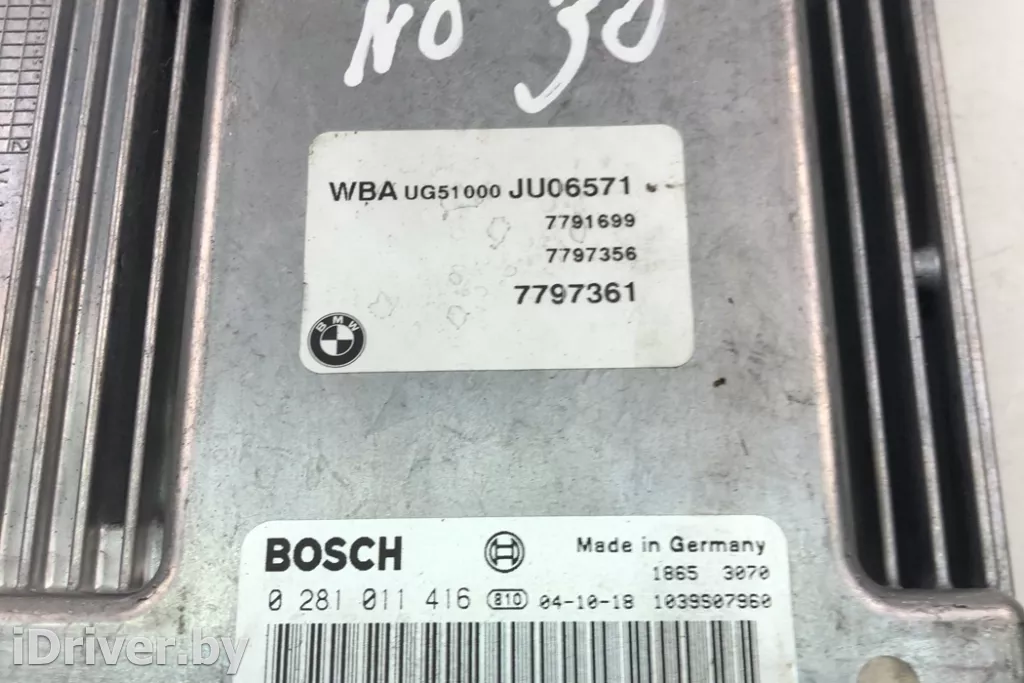 NO 30
WBA UG51000 JU06571
7791699
7797356
7797361
BMW
BOSCH
Made in Germany
1865 3070
0 281 011 416 810 04-10-18 1039S07960
iDriver.by